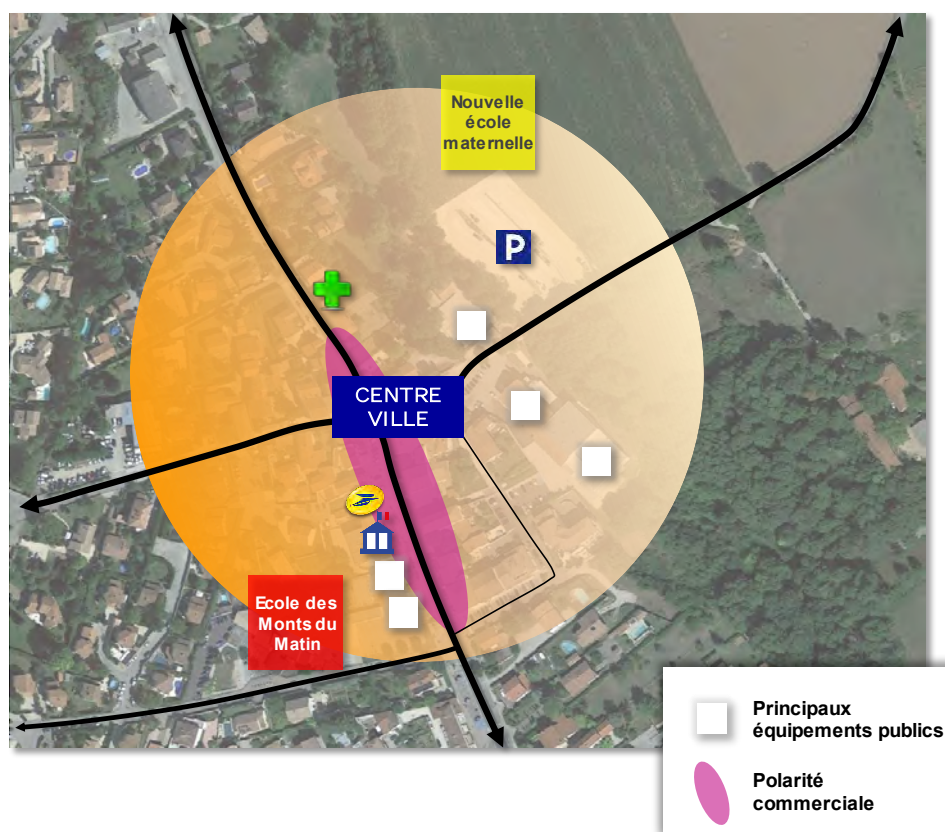 Nouvelle
école
maternelle
P
CENTRE
VILLE
Ecole des
Monts du
Matin
Principaux
équipements publics
Polarité
commerciale